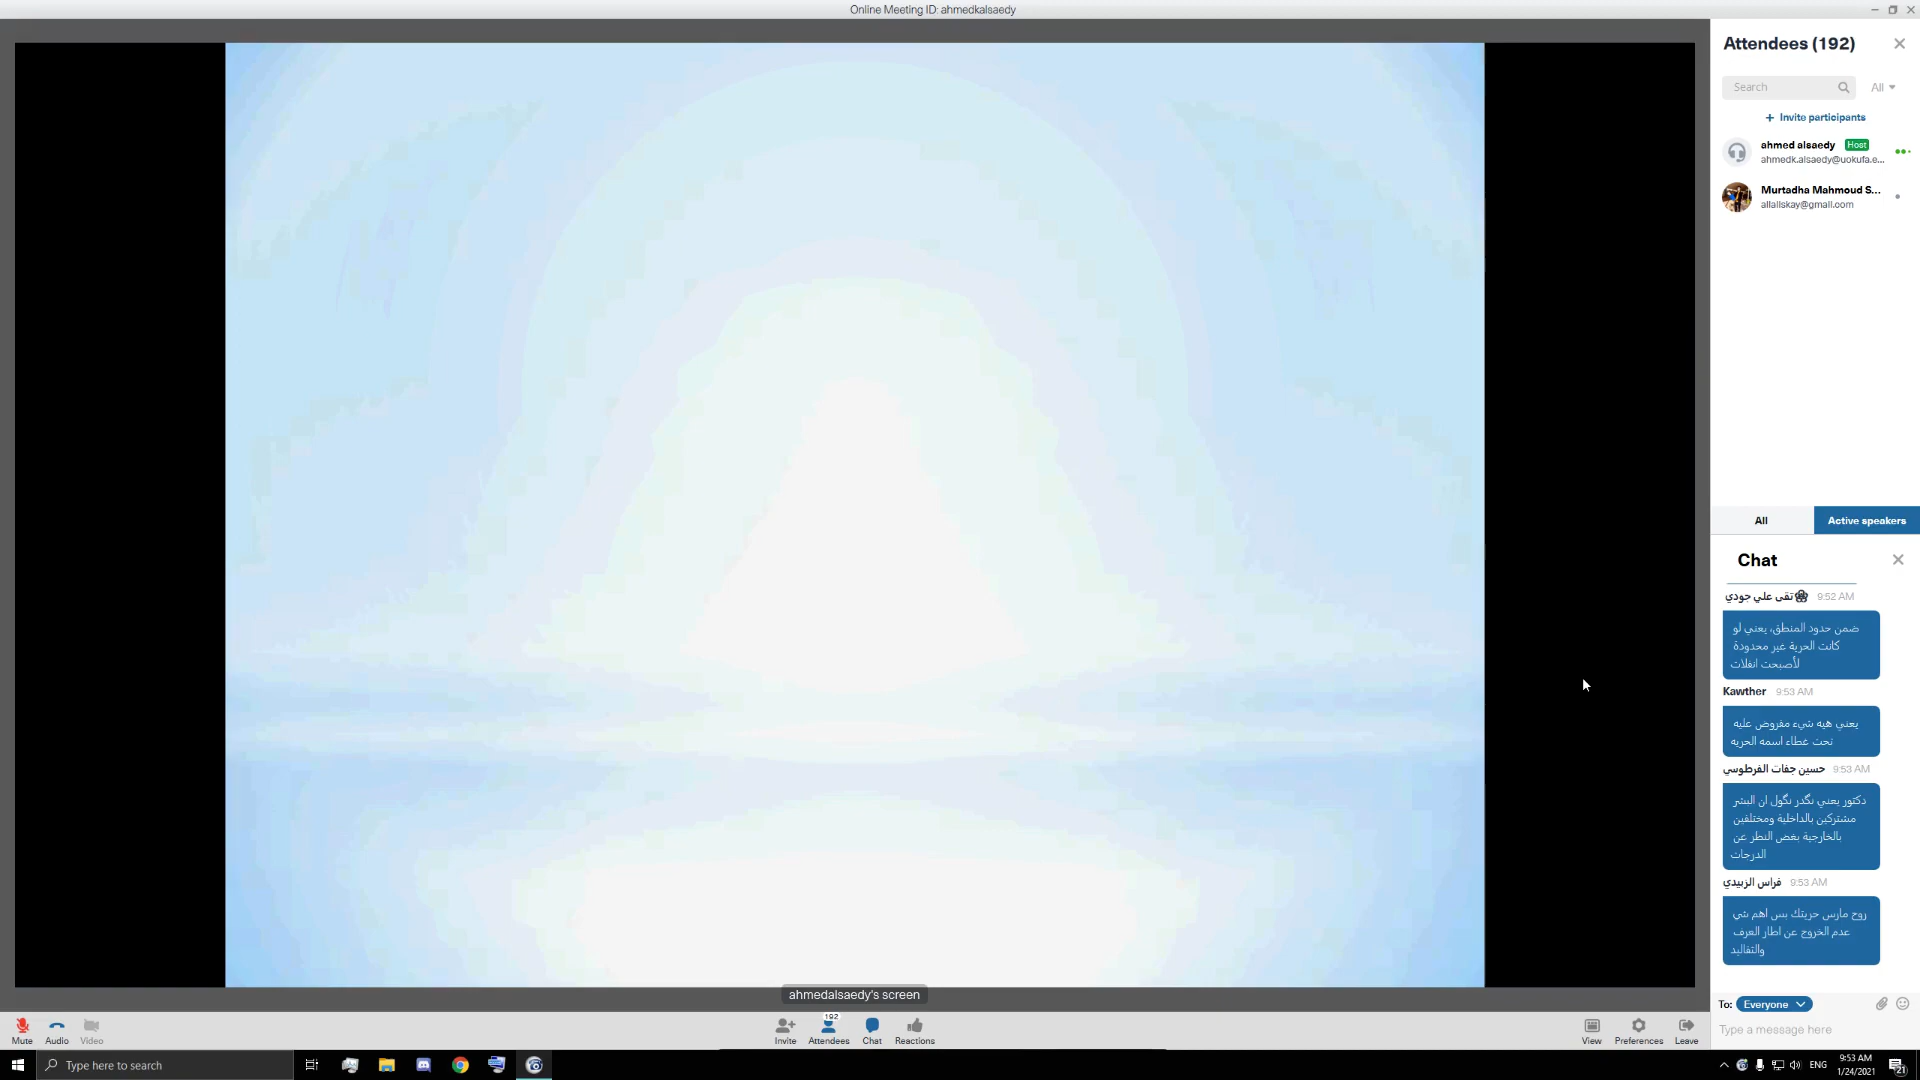 Online Meeting ID: ahmedkalsaedy
Attendees (192)
Search
All
+ Invite participants
ahmed alsaedy Host
ahmedk.alsaedy@uokufa.e...
Murtadha Mahmoud S...
allallskay@gmail.com
All
Active speakers
Chat
تقى علي جودي 9:52 AM
ضمن حدود المنطق، يعني لو
كانت الحرية غير محدودة
لأصبحت انفلات
Kawther 9:53 AM
يعني هيه شيء مفروض عليه
تحت غطاء اسمه الحريه
حسين جفات الفرطوسي 9:53 AM
دكتور يعني نگدر نگول ان البشر
مشتركين بالداخلية ومختلفين
بالخارجية بغض النظر عن
الدرجات
فراس الزبيدي 9:53 AM
روح مارس حريتك بس اهم شي
عدم الخروج عن اطار العرف
والتقاليد
To: Everyone
Type a message here
ahmedalsaedy's screen
Mute
Audio
Video
Invite
192
Attendees
Chat
Reactions
View
Preferences
Leave
Type here to search
ENG
9:53 AM
1/24/2021
21